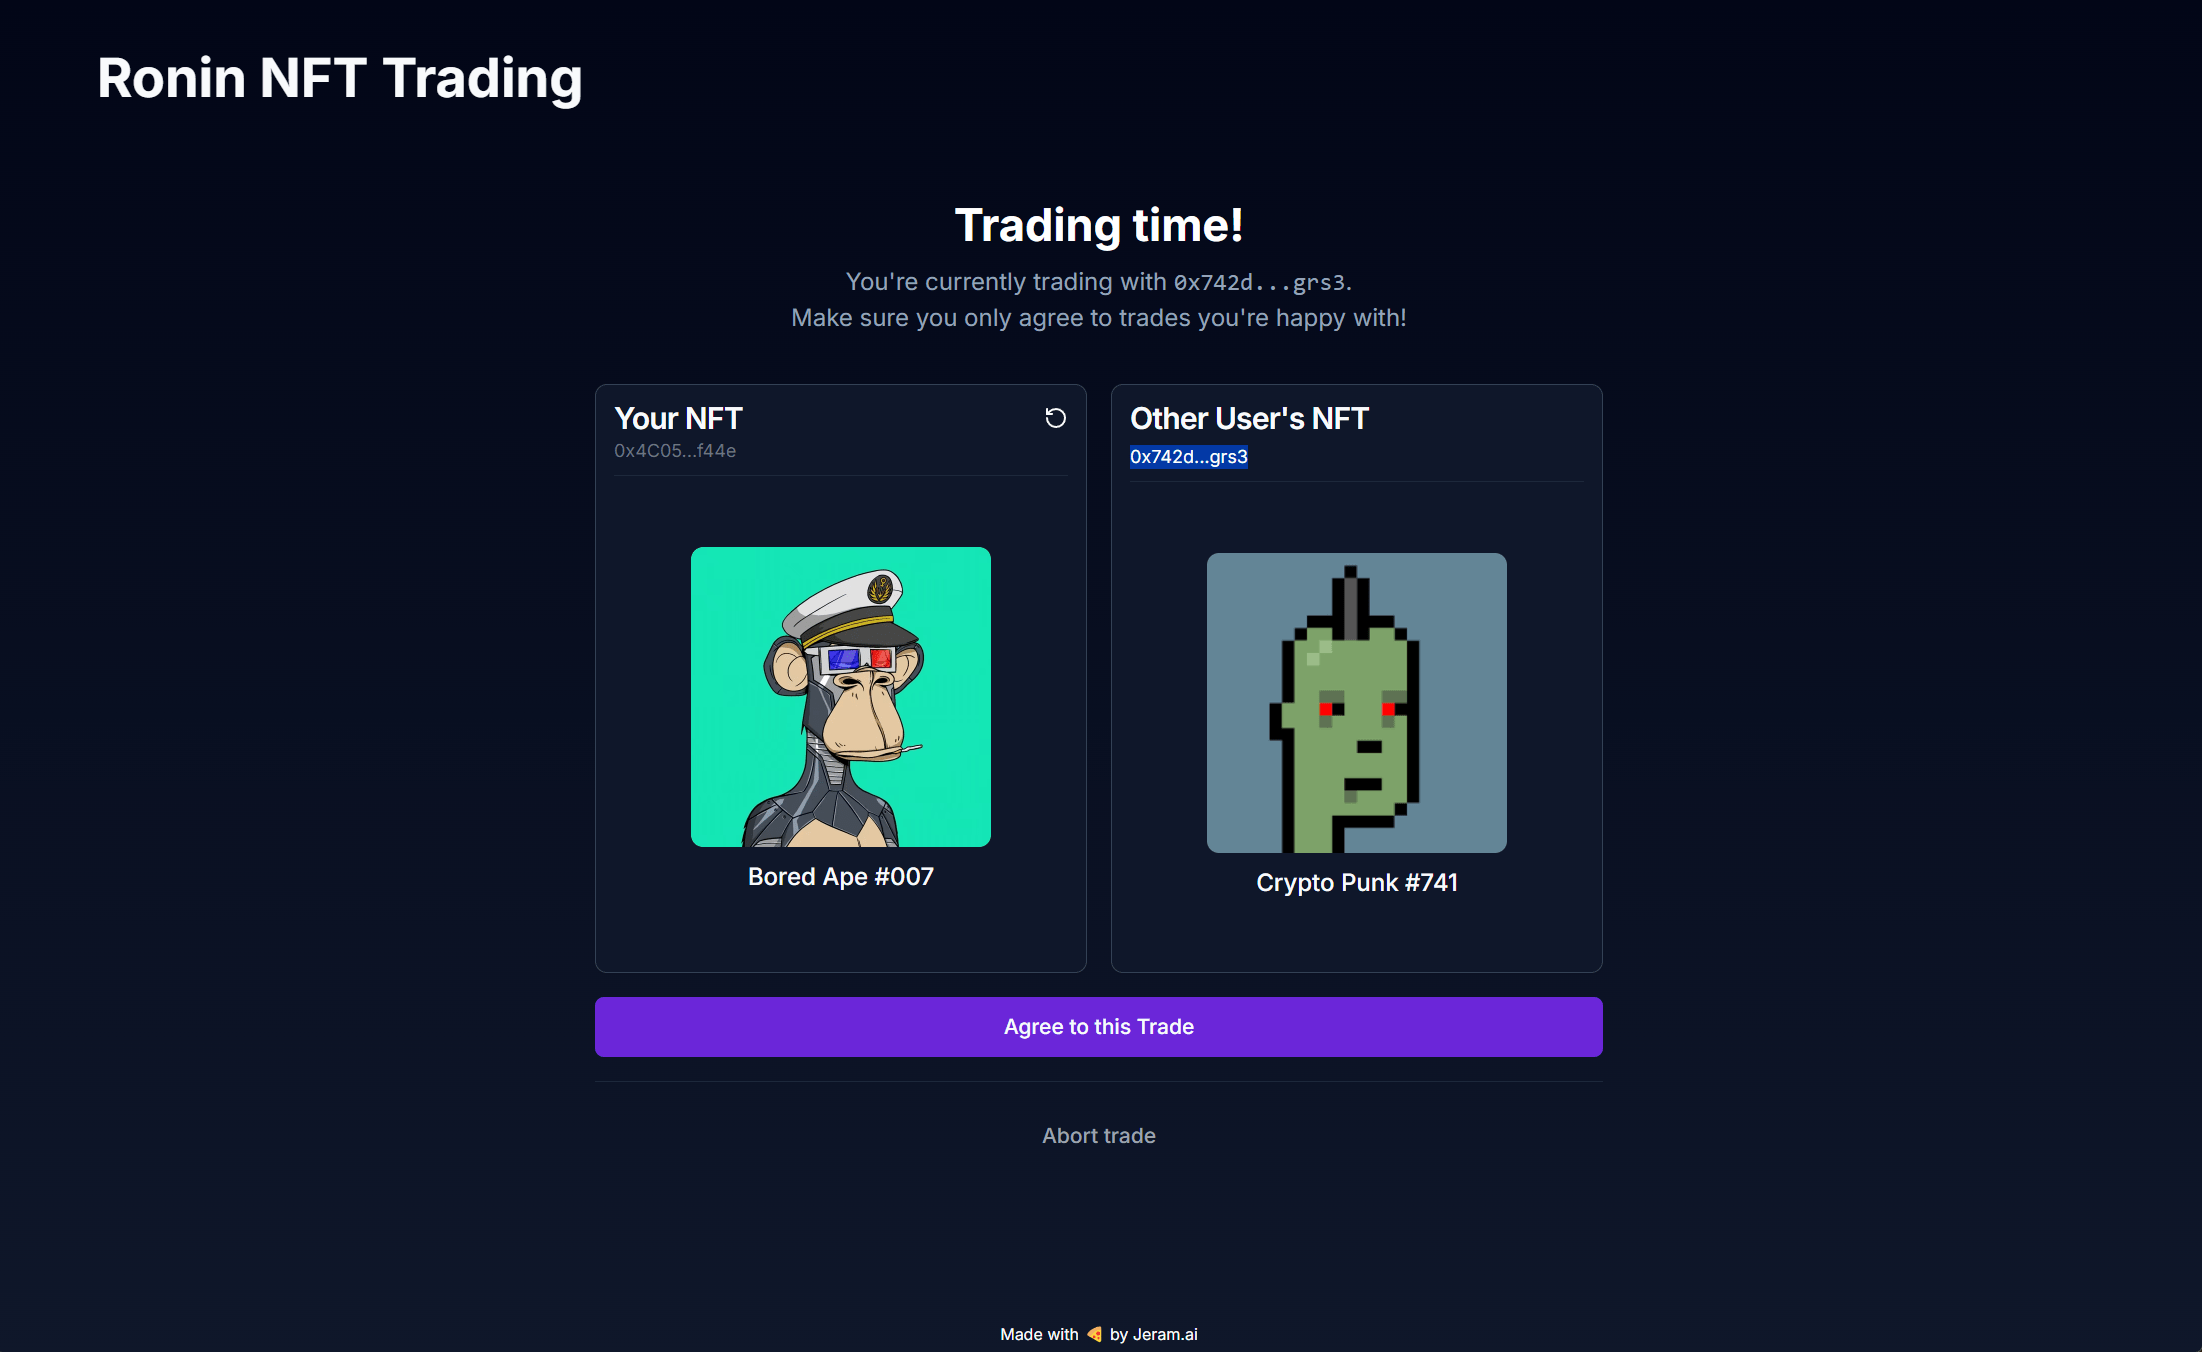 Ronin NFT Trading
Trading time!
You're currently trading with 0x742d...grs3.
Make sure you only agree to trades you're happy with!
Your NFT
0x4C05...f44e
Bored Ape #007
Other User's NFT
0x742d...grs3
Crypto Punk #741
Agree to this Trade
Abort trade
Made with 🍕 by Jeram.ai